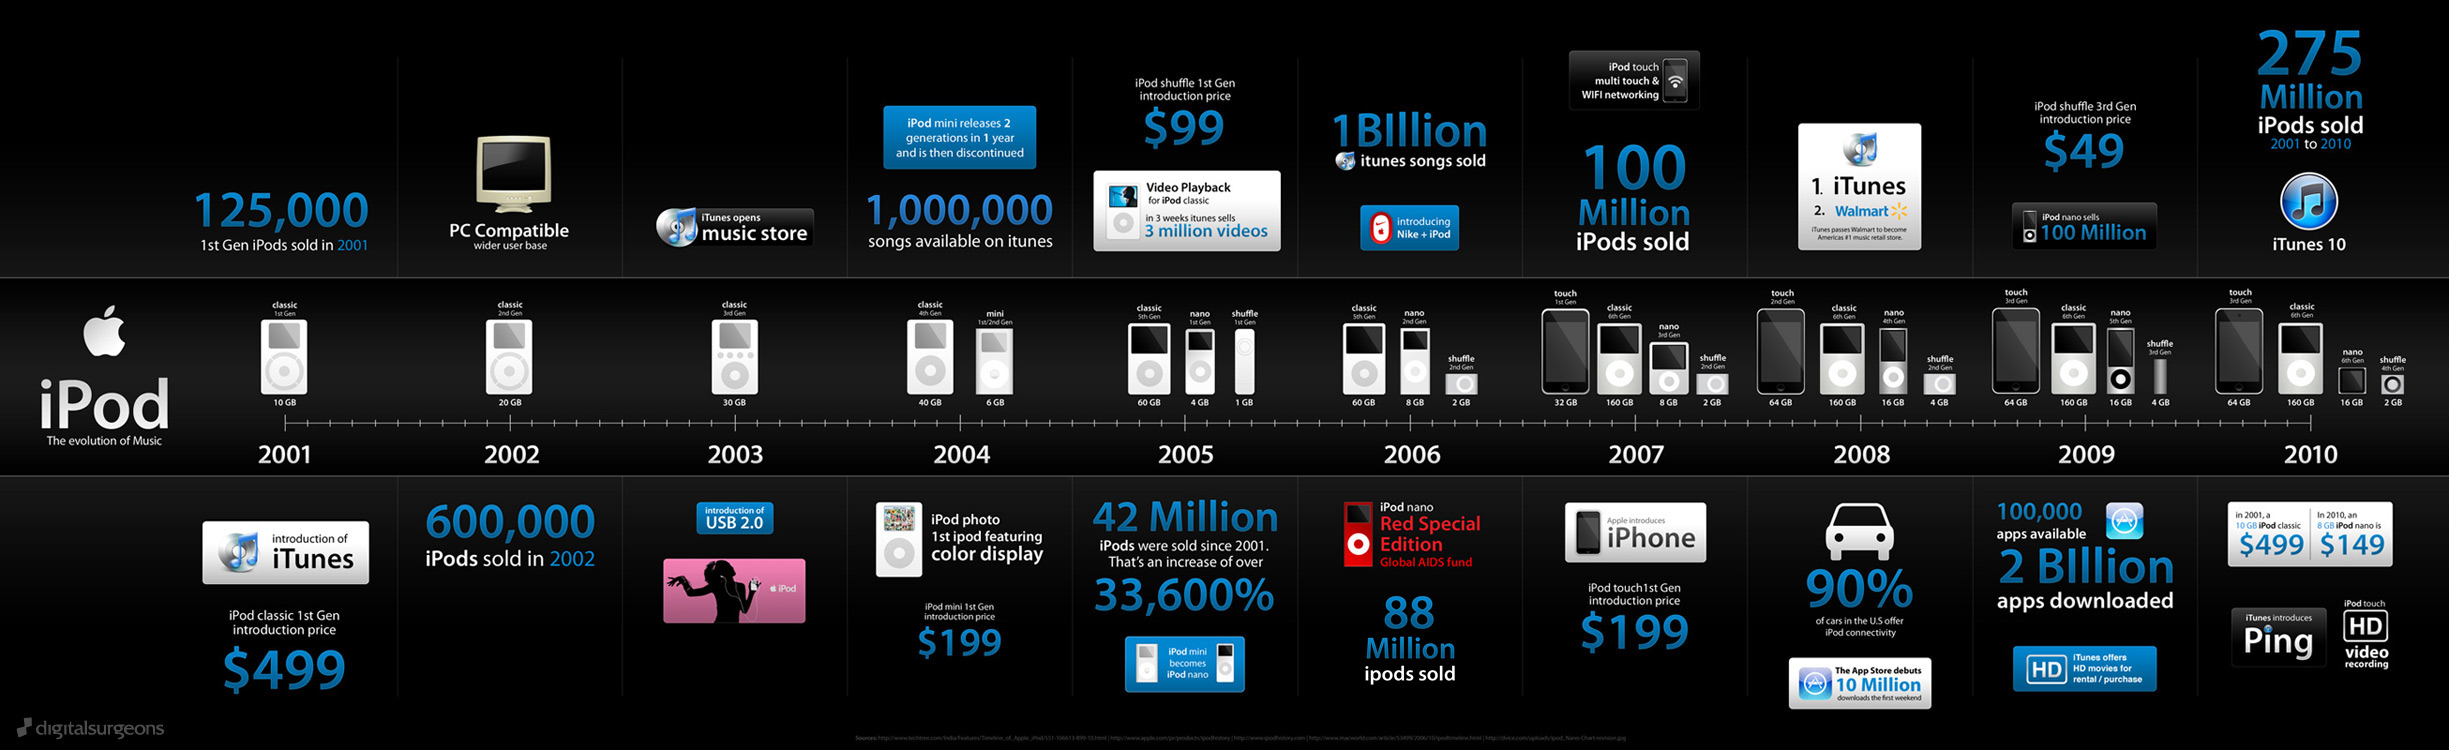 125,000
1st Gen iPods sold in 2001
PC Compatible
wider user base
iTunes opens
music store
iPod mini releases 2
generations in 1 year
and is then discontinued
1,000,000
songs available on itunes
iPod shuffle 1st Gen
introduction price
$99
Video Playback
for iPod classic
in 3 weeks itunes sells
3 million videos
1BIllion
itunes songs sold
introducing
Nike + iPod
iPod touch
multi touch &
WIFI networking
100
Million
iPods sold
1. iTunes
2. Walmart
iTunes passes Walmart to become
Americas #1 music retail store.
iPod shuffle 3rd Gen
introduction price
$49
iPod nano sells
100 Million
275
Million
iPods sold
2001 to 2010
iTunes 10
iPod
The evolution of Music
classic
1st Gen
10 GB
2001
classic
2nd Gen
20 GB
2002
classic
3rd Gen
30 GB
2003
classic
4th Gen
40 GB
mini
1st/2nd Gen
6 GB
2004
classic
5th Gen
60 GB
nano
1st Gen
4 GB
shuffle
1st Gen
1 GB
2005
classic
5th Gen
60 GB
nano
2nd Gen
8 GB
shuffle
2nd Gen
2 GB
2006
touch
1st Gen
32 GB
classic
6th Gen
160 GB
nano
3rd Gen
8 GB
shuffle
2nd Gen
2 GB
2007
touch
2nd Gen
64 GB
classic
6th Gen
160 GB
nano
4th Gen
16 GB
shuffle
2nd Gen
4 GB
2008
touch
3rd Gen
64 GB
classic
6th Gen
160 GB
nano
5th Gen
16 GB
shuffle
3rd Gen
4 GB
2009
touch
3rd Gen
64 GB
classic
6th Gen
160 GB
nano
6th Gen
16 GB
shuffle
4th Gen
2 GB
2010
introduction of
iTunes
iPod classic 1st Gen
introduction price
$499
600,000
iPods sold in 2002
introduction of
USB 2.0
iPod
iPod photo
1st ipod featuring
color display
iPod mini 1st Gen
introduction price
$199
42 Million
iPods were sold since 2001.
That's an increase of over
33,600%
iPod mini
becomes
iPod nano
iPod nano
Red Special
Edition
Global AIDS fund
88
Million
ipods sold
Apple introduces
iPhone
iPod touch1st Gen
introduction price
$199
90%
of cars in the U.S offer
iPod connectivity
The App Store debuts
10 Million
downloads the first weekend
100,000
apps available
2 BIllion
apps downloaded
HD
iTunes offers
HD movies for
rental / purchase
in 2001, a
10 GB iPod classic
$499
In 2010, an
8 GB iPod nano is
$149
iTunes introduces
Ping
iPod touch
HD
video
recording
digitalsurgeons